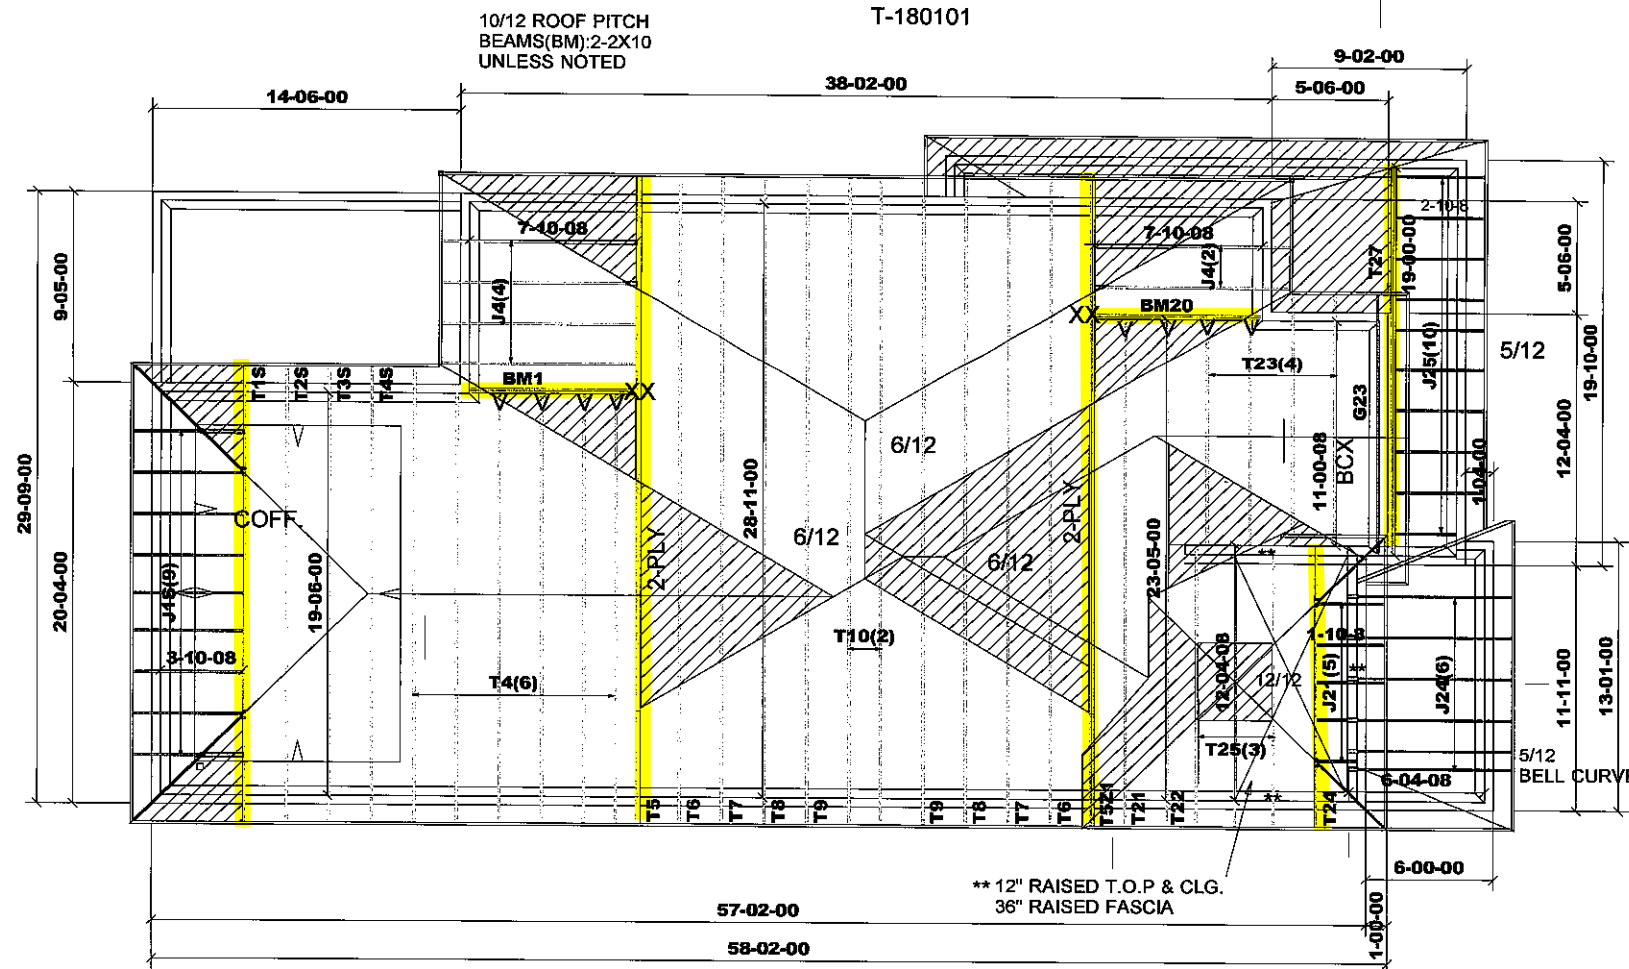 T-180101
10/12 ROOF PITCH
BEAMS(BM):2-2X10
UNLESS NOTED
9-02-00
38-02-00
5-06-00
14-06-00
2-10-8
7-10-08
7-10-08
J4(4)
J4(2)
T27
19-00-00
5-06-00
9-05-00
BM20
XX
5/12
J25(10)
19-10-00
T23(4)
T1S
T2S
T3S
T4S
BM1
XX
G23
6/12
11-00-08
BCX
12-04-00
1-04-00
29-09-00
28-11-00
COFF.
6/12
2-PLY
2-PLY
6/12
23-05-00
**
J1S(9)
19-06-00
20-04-00
T10(2)
1-10-8
3-10-08
T4(6)
12-04-08
12/12
J21(5)
**
J24(6)
11-11-00
13-01-00
T25(3)
5/12
BELL CURVE
6-04-08
T5
T6
T7
T8
T9
T9
T8
T7
T6
T5Z1
T21
T22
**
T24
6-00-00
** 12" RAISED T.O.P & CLG.
36" RAISED FASCIA
57-02-00
1-00-00
58-02-00